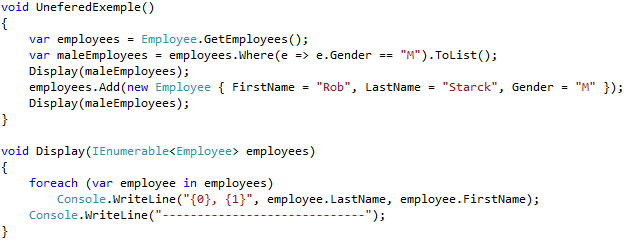 void UneferedExemple()
{
    var employees = Employee.GetEmployees();
    var maleEmployees = employees.Where(e => e.Gender == "M").ToList();
    Display(maleEmployees);
    employees.Add(new Employee { FirstName = "Rob", LastName = "Starck", Gender = "M" });
    Display(maleEmployees);
}

void Display(IEnumerable<Employee> employees)
{
    foreach (var employee in employees)
        Console.WriteLine("{0}, {1}", employee.LastName, employee.FirstName);
    Console.WriteLine("-----------------------------");
}